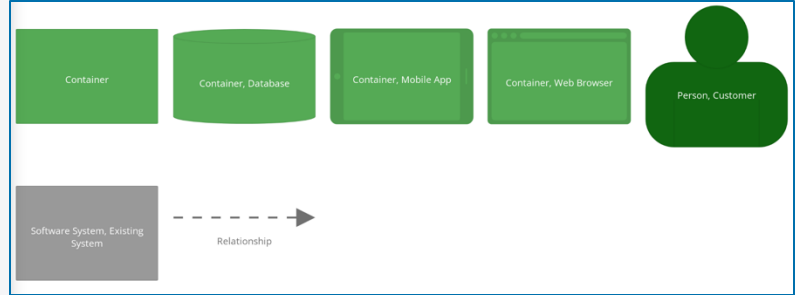 Container
Container, Database
Container, Mobile App
Container, Web Browser
Person, Customer
Software System, Existing
System
Relationship